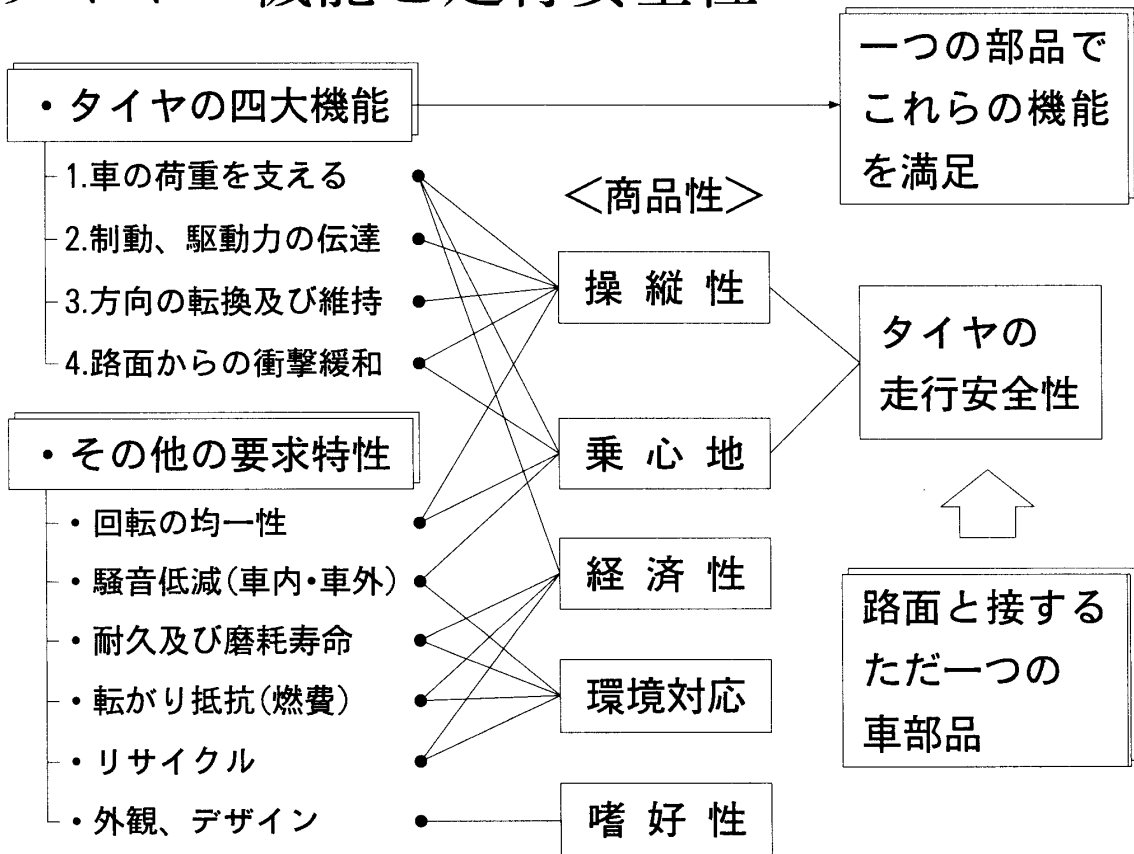 ・タイヤの四大機能
1.車の荷重を支える
2.制動、駆動力の伝達
3.方向の転換及び維持
4.路面からの衝撃緩和
・その他の要求特性
・回転の均一性
・騒音低減(車内・車外)
・耐久及び磨耗寿命
・転がり抵抗(燃費)
・リサイクル
・外観、デザイン
＜商品性＞
操縦性
乗心地
経済性
環境対応
嗜好性
一つの部品で
これらの機能
を満足
タイヤの
走行安全性
路面と接する
ただ一つの
車部品